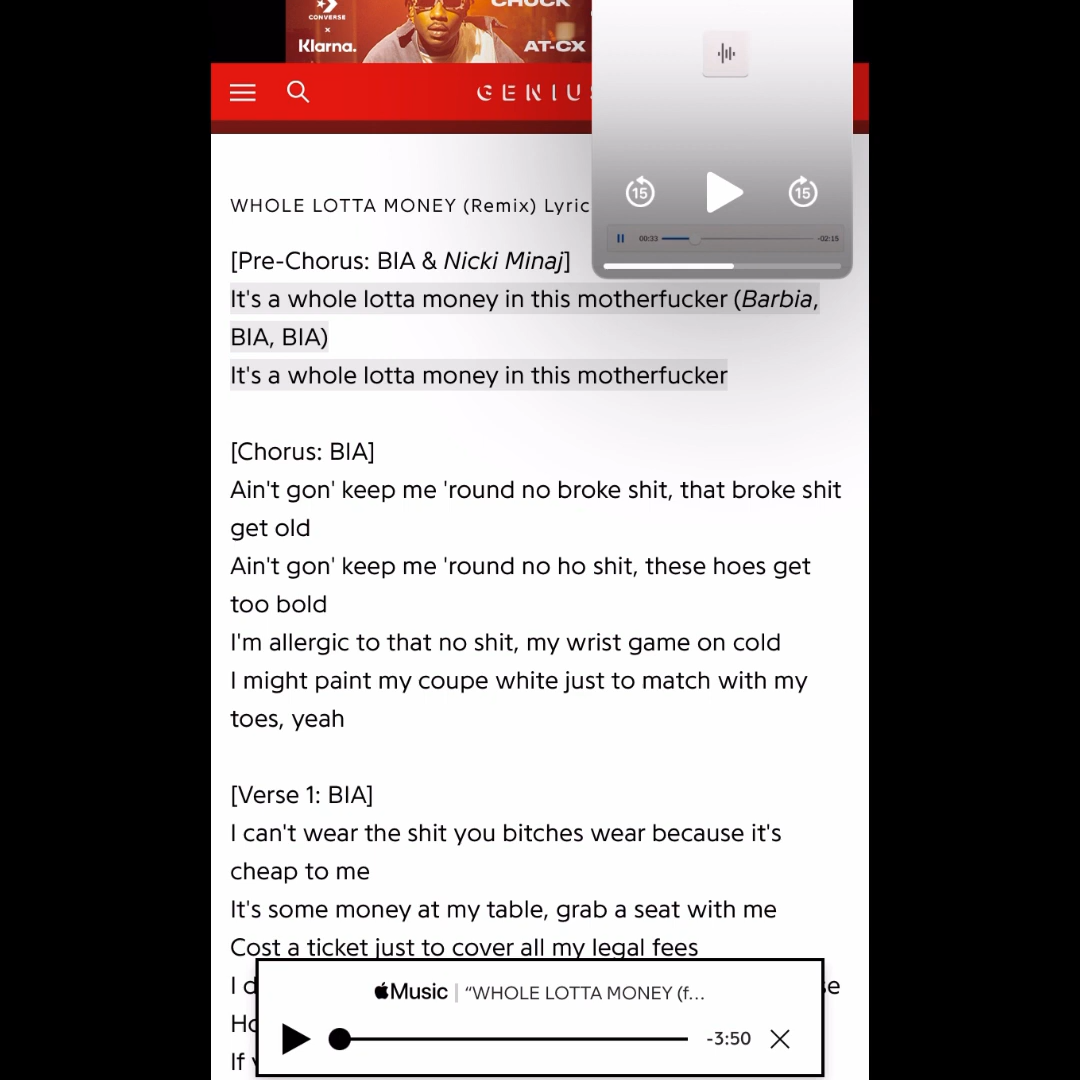 CONVERSE
x
Klarna.
CHUCK
AT-CX
GENIUS
15
15
00:33
-02:15
WHOLE LOTTA MONEY (Remix) Lyric
[Pre-Chorus: BIA & Nicki Minaj]
It's a whole lotta money in this motherfucker (Barbia,
BIA, BIA)
It's a whole lotta money in this motherfucker
[Chorus: BIA]
Ain't gon' keep me 'round no broke shit, that broke shit
get old
Ain't gon' keep me 'round no ho shit, these hoes get
too bold
I'm allergic to that no shit, my wrist game on cold
I might paint my coupe white just to match with my
toes, yeah
[Verse 1: BIA]
I can't wear the shit you bitches wear because it's
cheap to me
It's some money at my table, grab a seat with me
Cost a ticket just to cover all my legal fees
I d
se
Ho
If
Music | “WHOLE LOTTA MONEY (f...
-3:50